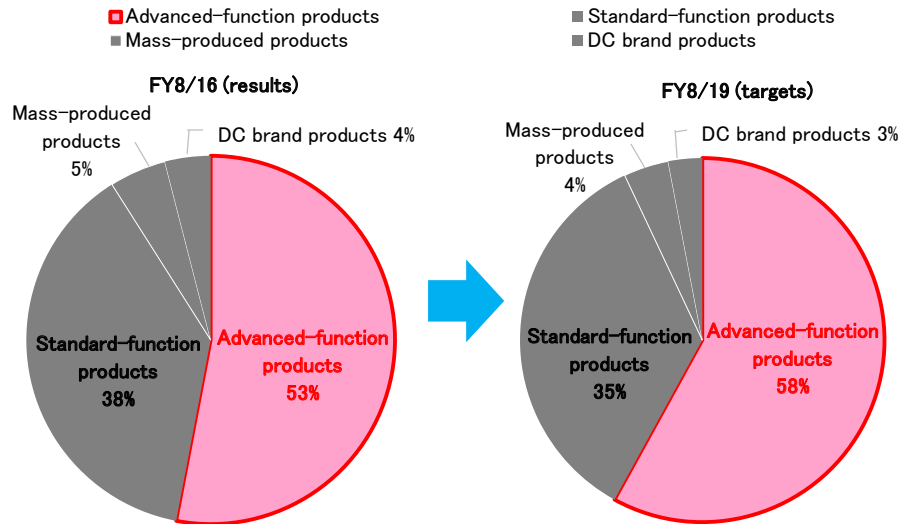 Advanced-function products
Mass-produced products
Standard-function products
DC brand products
FY8/16 (results)
Mass-produced
products
5%
DC brand products 4%
Standard-function
products
38%
Advanced-function
products
53%
FY8/19 (targets)
Mass-produced
products
4%
DC brand products 3%
Standard-function
products
35%
Advanced-function
products
58%